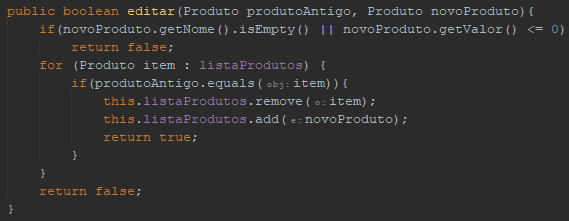 public boolean editar(Produto produtoAntigo, Produto novoProduto){
    if(novoProduto.getNome().isEmpty() || novoProduto.getValor() <= 0)
        return false;
    for (Produto item : listaProdutos) {
        if(produtoAntigo.equals( obj: item)){
            this.listaProdutos.remove( o: item);
            this.listaProdutos.add( e: novoProduto);
            return true;
        }
    }
    return false;
}